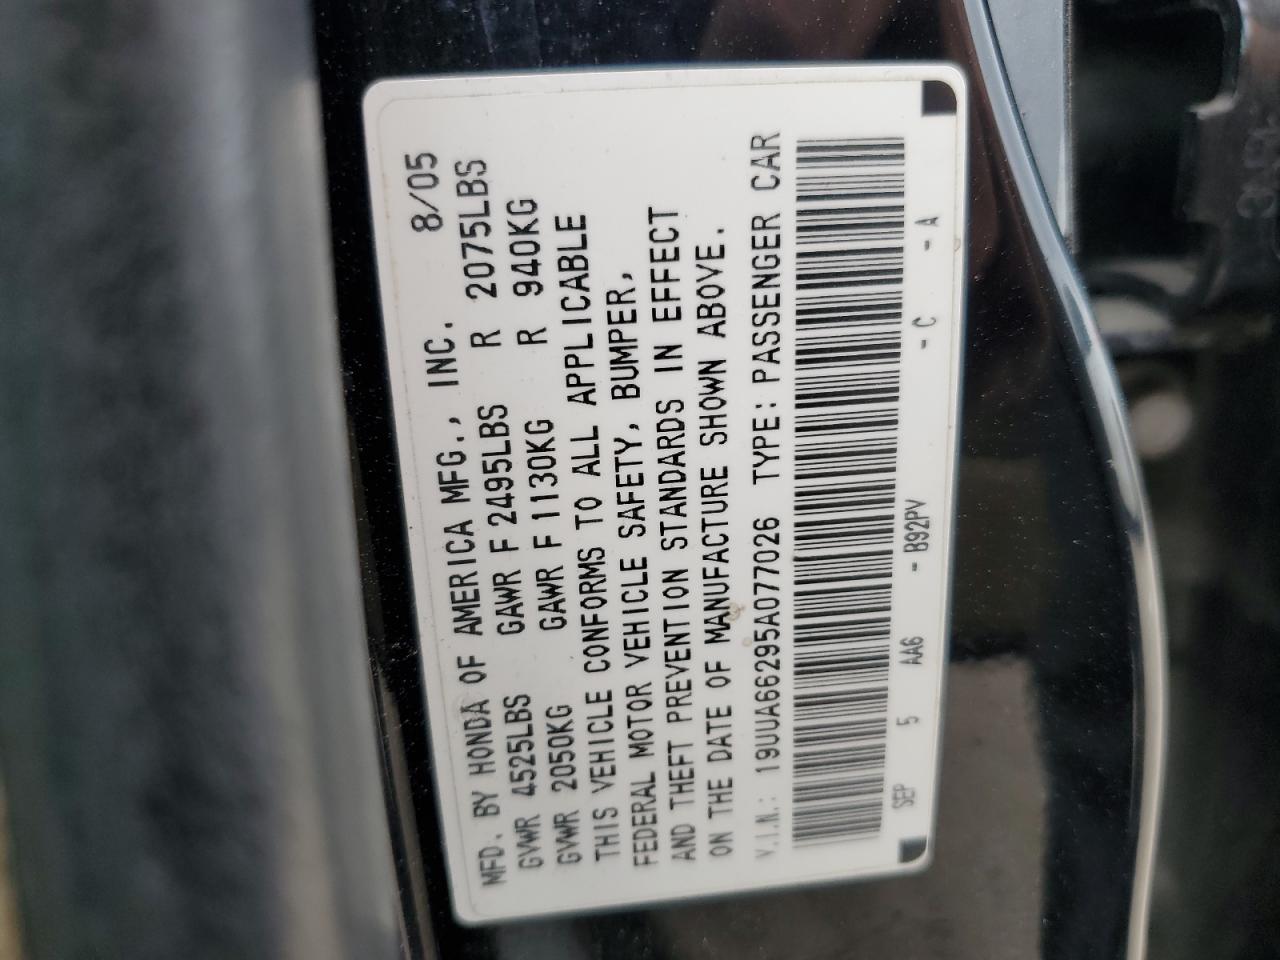 MFD. BY HONDA OF AMERICA MFG., INC. 8/05
GVWR 4525LBS GAWR F 2495LBS R 2075LBS
GVWR 2050KG GAWR F 1130KG R 940KG
THIS VEHICLE CONFORMS TO ALL APPLICABLE
FEDERAL MOTOR VEHICLE SAFETY, BUMPER,
AND THEFT PREVENTION STANDARDS IN EFFECT
ON THE DATE OF MANUFACTURE SHOWN ABOVE.
V.I.N.: 19UUA66295A077026 TYPE: PASSENGER CAR
SEP 5 AA6 - B92PV - C - A